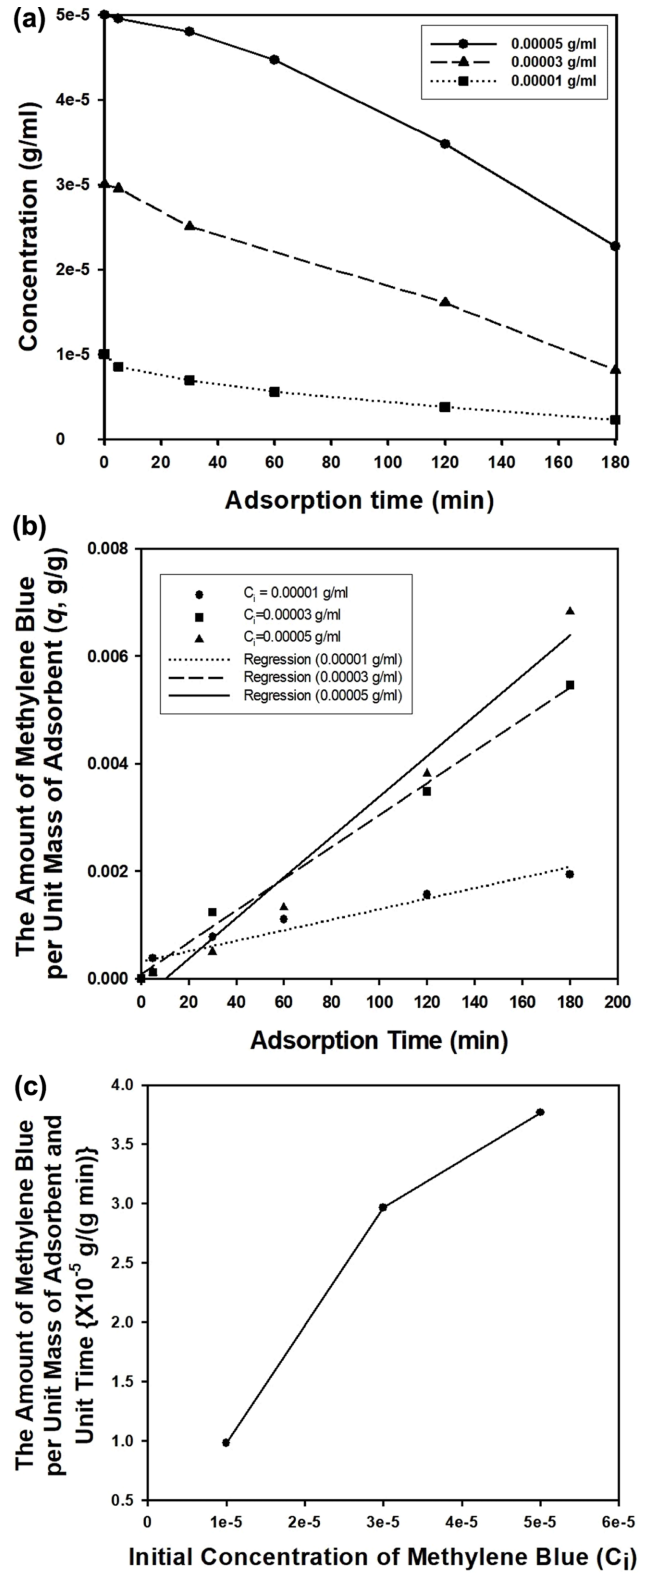 (a)
5e-5
4e-5
3e-5
2e-5
1e-5
0
Concentration (g/ml)
0.00005 g/ml
0.00003 g/ml
0.00001 g/ml
0 20 40 60 80 100 120 140 160 180
Adsorption time (min)
(b)
0.008
0.006
0.004
0.002
0.000
The Amount of Methylene Blue
per Unit Mass of Adsorbent (q, g/g)
Ci = 0.00001 g/ml
Ci=0.00003 g/ml
Ci=0.00005 g/ml
Regression (0.00001 g/ml)
Regression (0.00003 g/ml)
Regression (0.00005 g/ml)
0 20 40 60 80 100 120 140 160 180 200
Adsorption Time (min)
(c)
4.0
3.5
3.0
2.5
2.0
1.5
1.0
0.5
The Amount of Methylene Blue
per Unit Mass of Adsorbent and
Unit Time {X10-5 g/(g min)}
0 1e-5 2e-5 3e-5 4e-5 5e-5 6e-5
Initial Concentration of Methylene Blue (Ci)